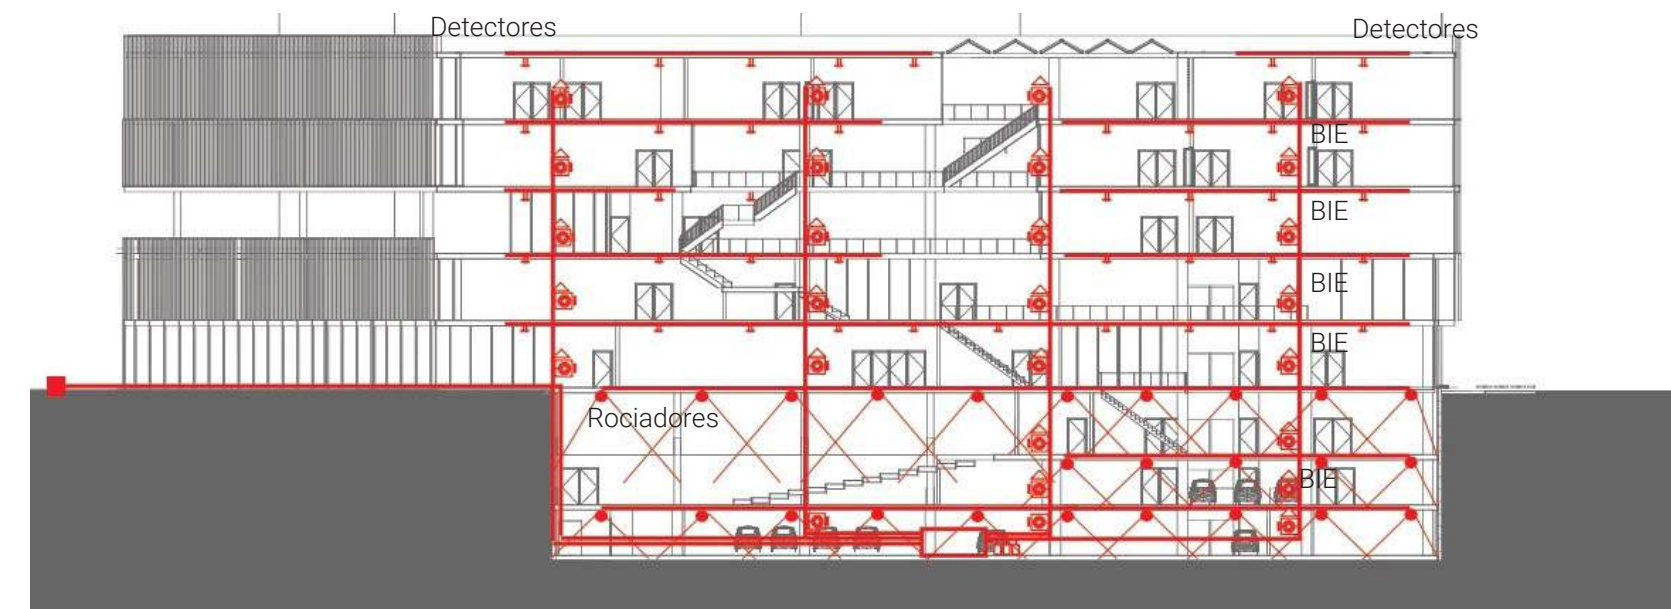 Detectores
Detectores
BIE
BIE
BIE
BIE
Rociadores
BIE